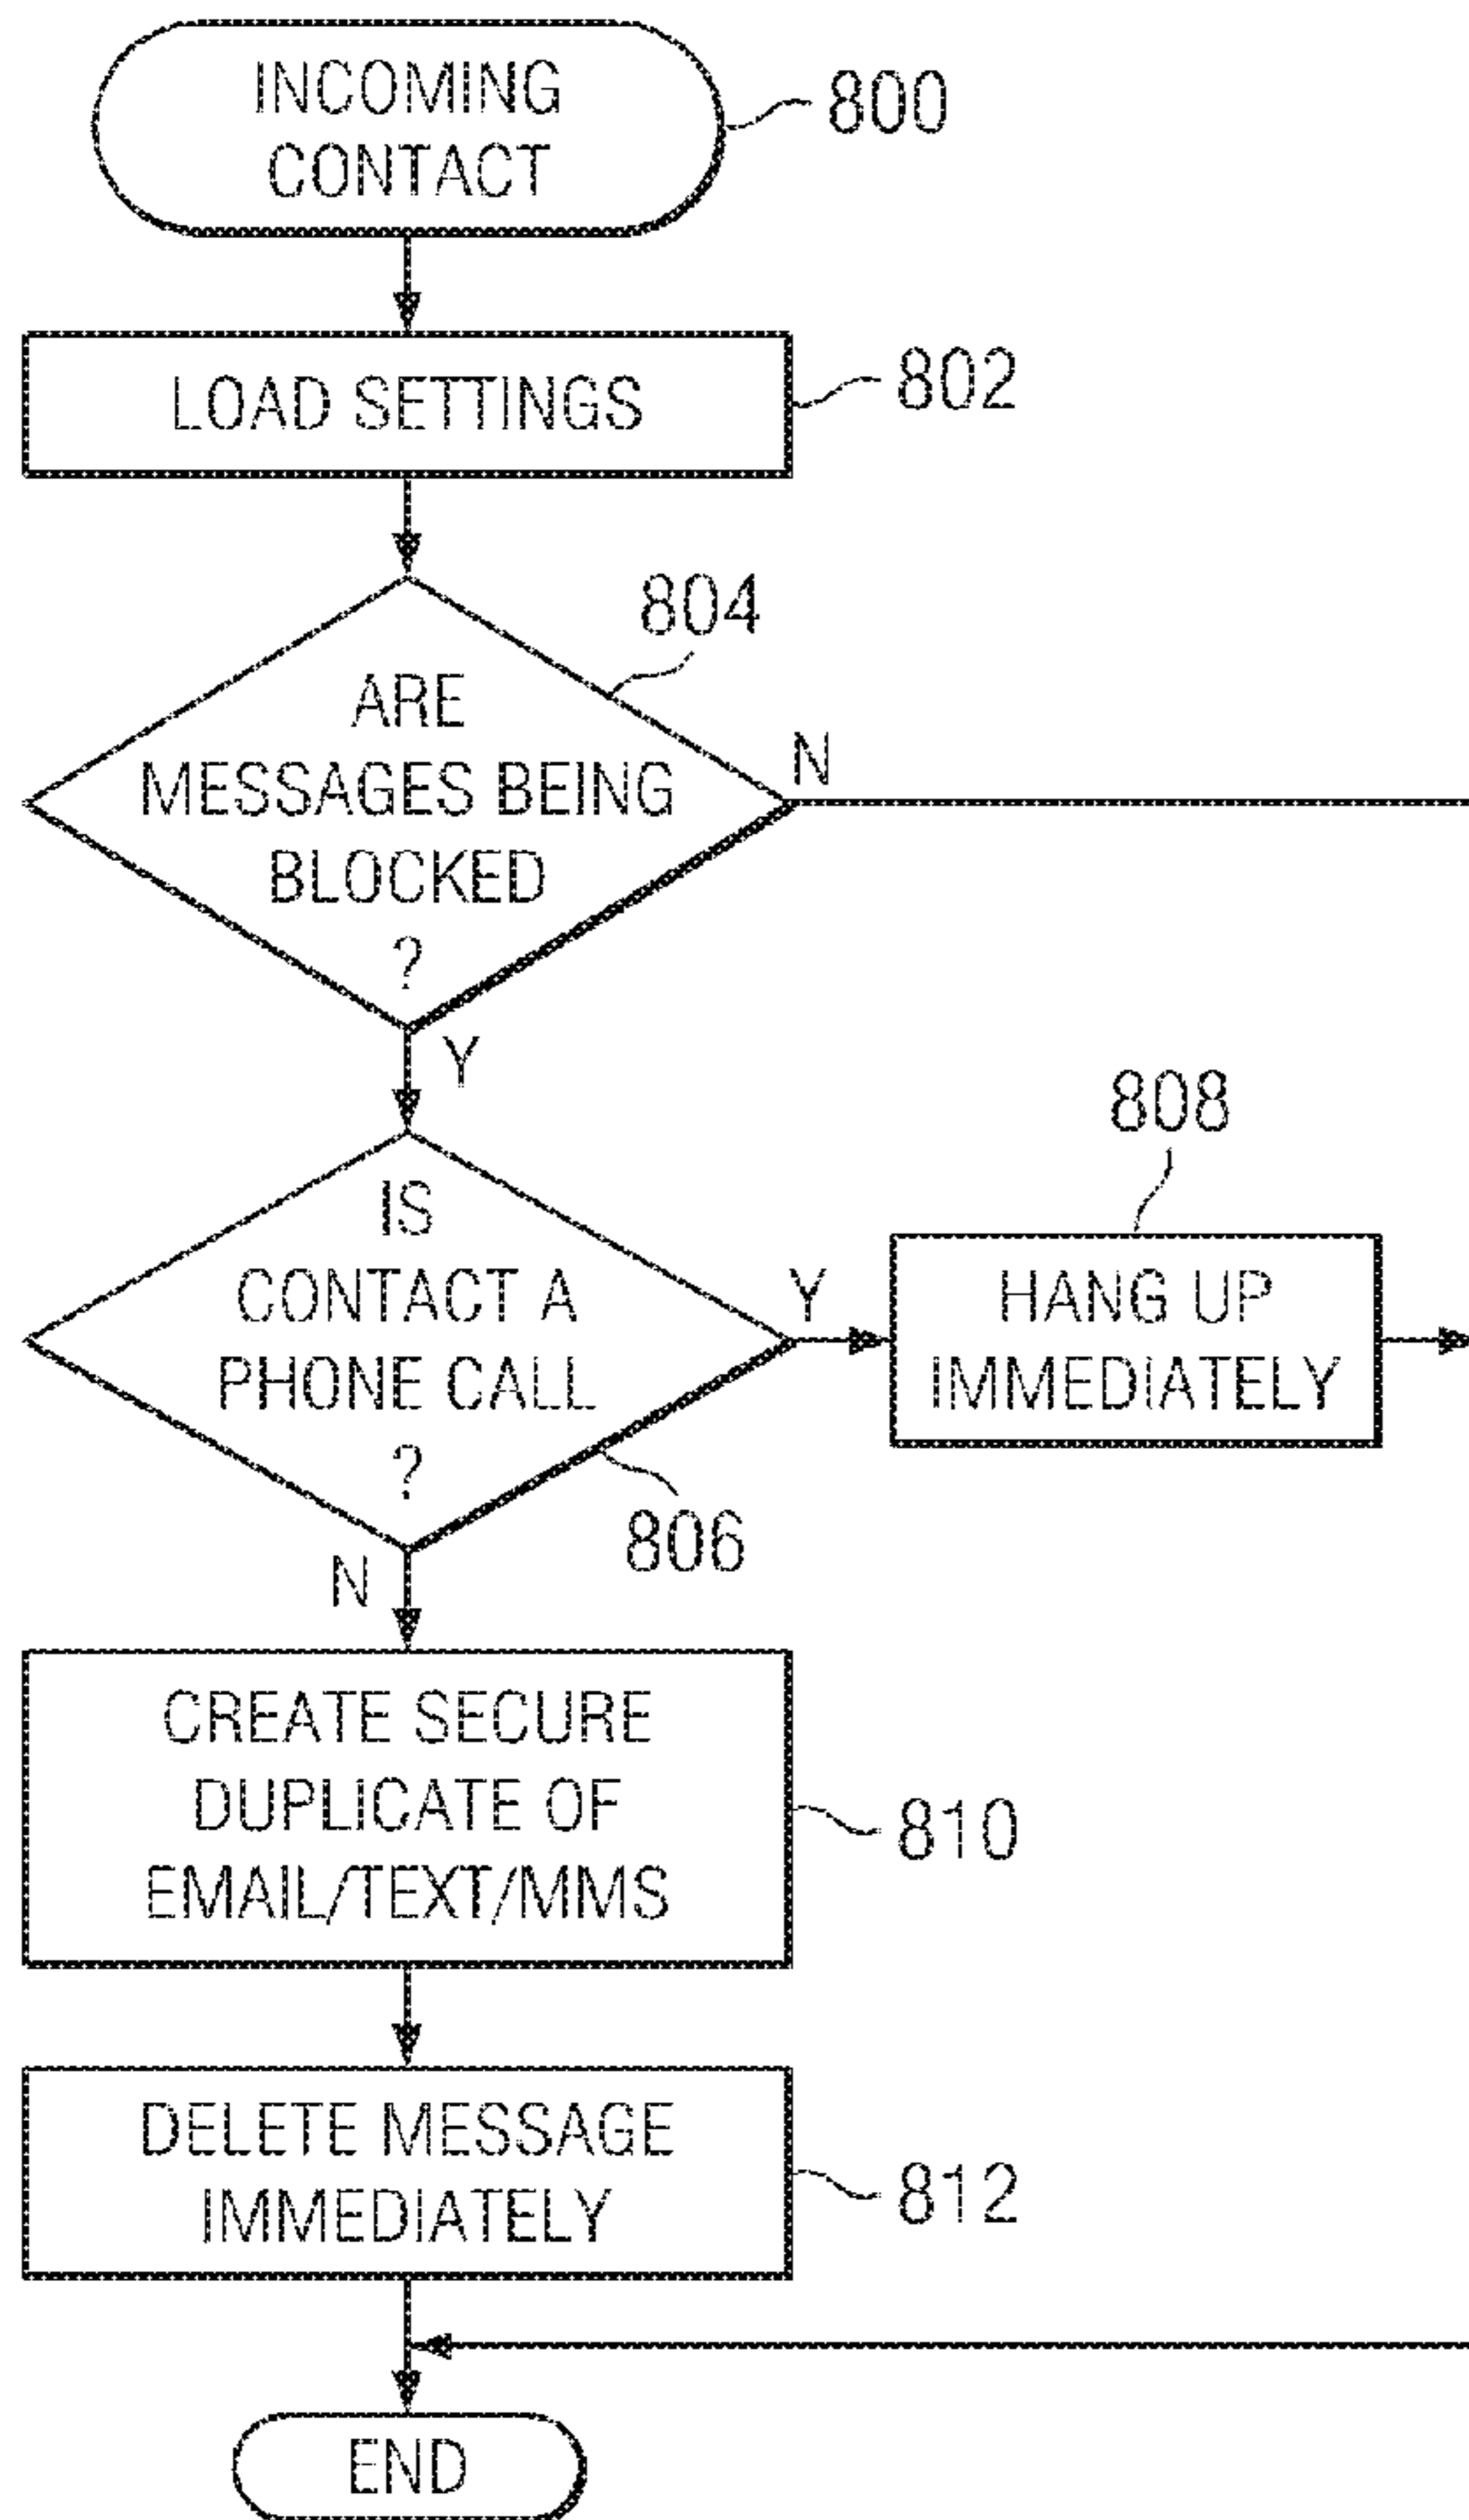 INCOMING
CONTACT
800
LOAD SETTINGS
802
804
ARE
MESSAGES BEING
BLOCKED
?
N
Y
808
IS
CONTACT A
PHONE CALL
?
Y
HANG UP
IMMEDIATELY
806
N
CREATE SECURE
DUPLICATE OF
EMAIL/TEXT/MMS
810
DELETE MESSAGE
IMMEDIATELY
812
END